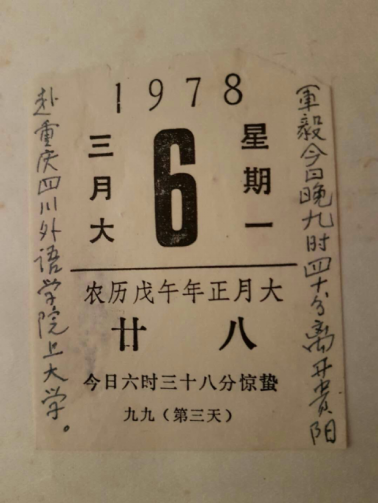 1978
三月大
6
星期一
农历戊午年正月大
廿八
今日六时三十八分惊蛰
九九（第三天）
軍毅今日晚九时四十分离开貴阳
赴重庆四川外语学院上大学。